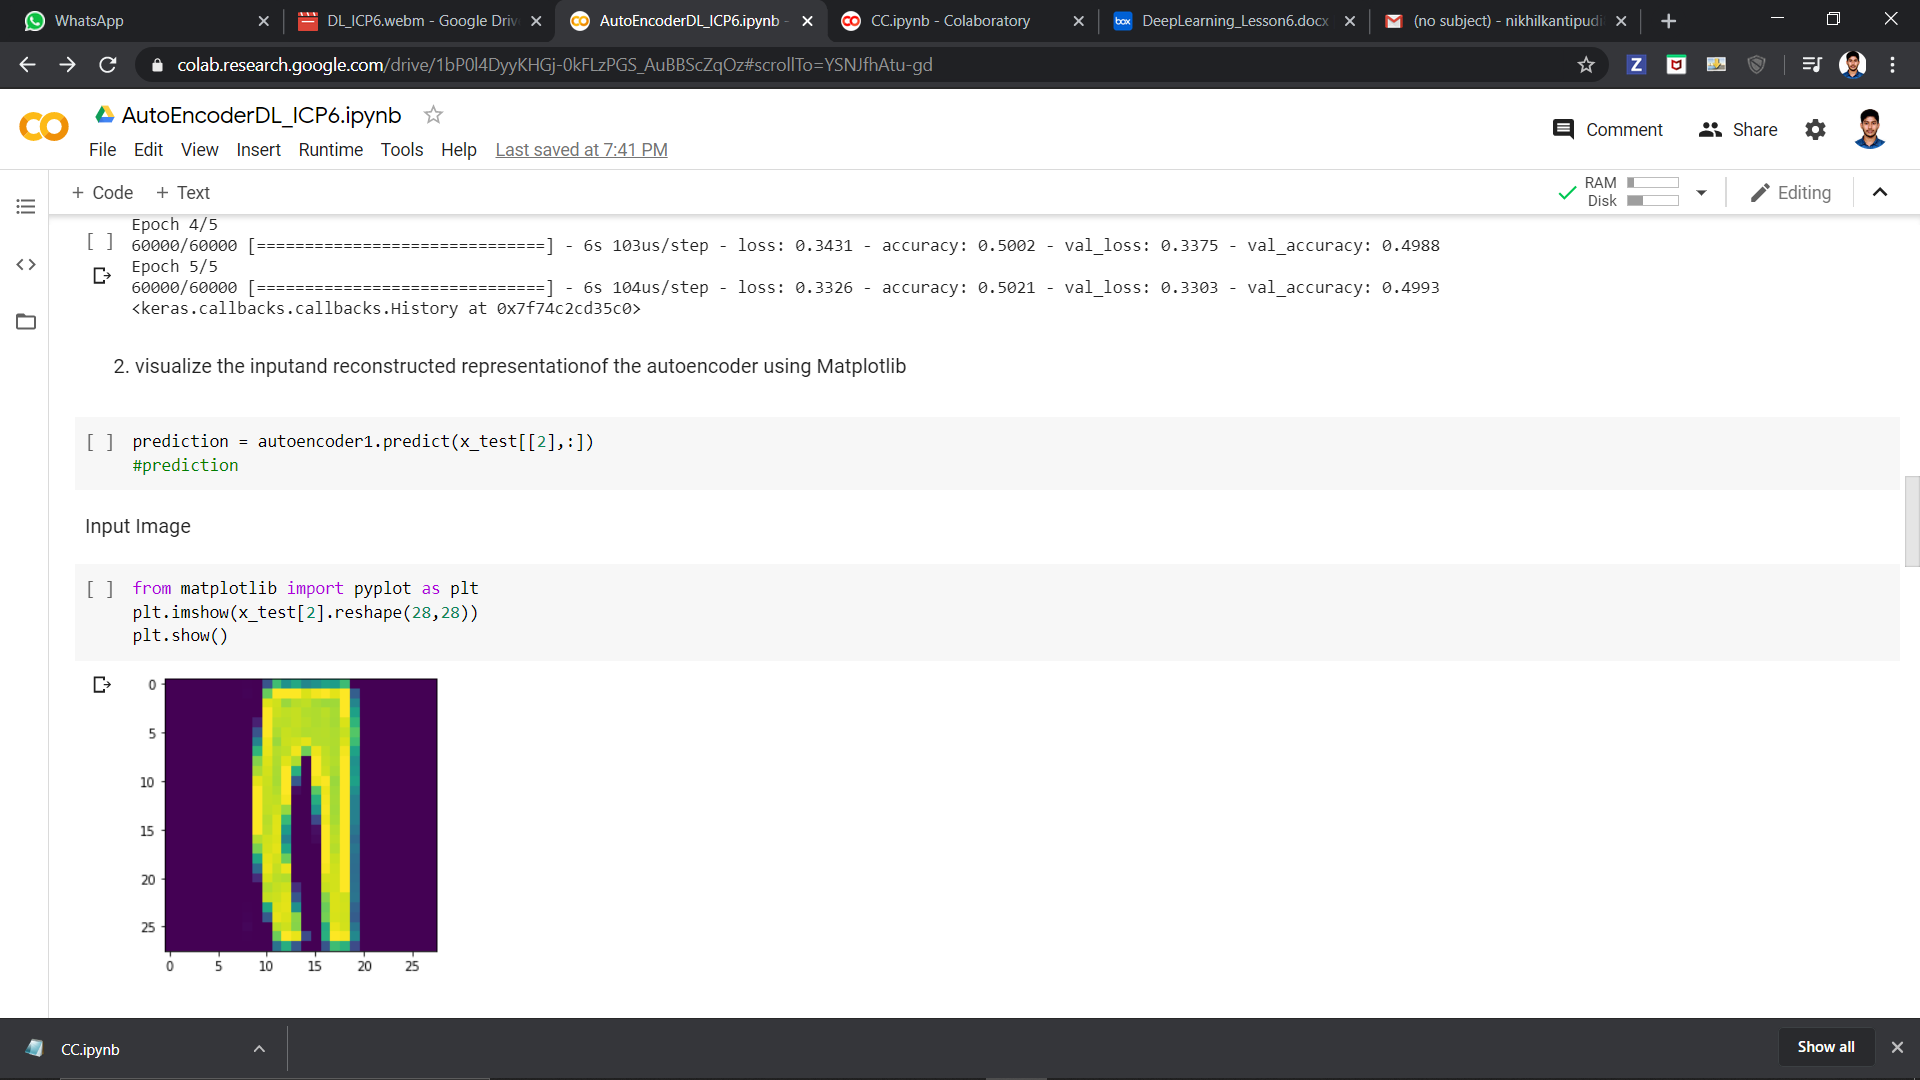 WhatsApp
DL_ICP6.webm - Google Driv
AutoEncoderDL_ICP6.ipynb -
CC.ipynb - Colaboratory
box DeepLearning_Lesson6.docx
(no subject) - nikhilkantipudi
colab.research.google.com/drive/1bP0l4DyyKHGj-0kFLzPGS_AuBBScZqOz#scrollTo=YSNJfhAtu-gd
Z
AutoEncoderDL_ICP6.ipynb
Comment
Share
File Edit View Insert Runtime Tools Help Last saved at 7:41 PM
+ Code + Text
RAM
Disk
Editing
Epoch 4/5
[ ] 60000/60000 [==============================] - 6s 103us/step - loss: 0.3431 - accuracy: 0.5002 - val_loss: 0.3375 - val_accuracy: 0.4988
Epoch 5/5
60000/60000 [==============================] - 6s 104us/step - loss: 0.3326 - accuracy: 0.5021 - val_loss: 0.3303 - val_accuracy: 0.4993
<keras.callbacks.callbacks.History at 0x7f74c2cd35c0>
2. visualize the inputand reconstructed representationof the autoencoder using Matplotlib
[ ] prediction = autoencoder1.predict(x_test[[2],:])
#prediction
Input Image
[ ] from matplotlib import pyplot as plt
plt.imshow(x_test[2].reshape(28,28))
plt.show()
0
5
10
15
20
25
0 5 10 15 20 25
CC.ipynb
Show all